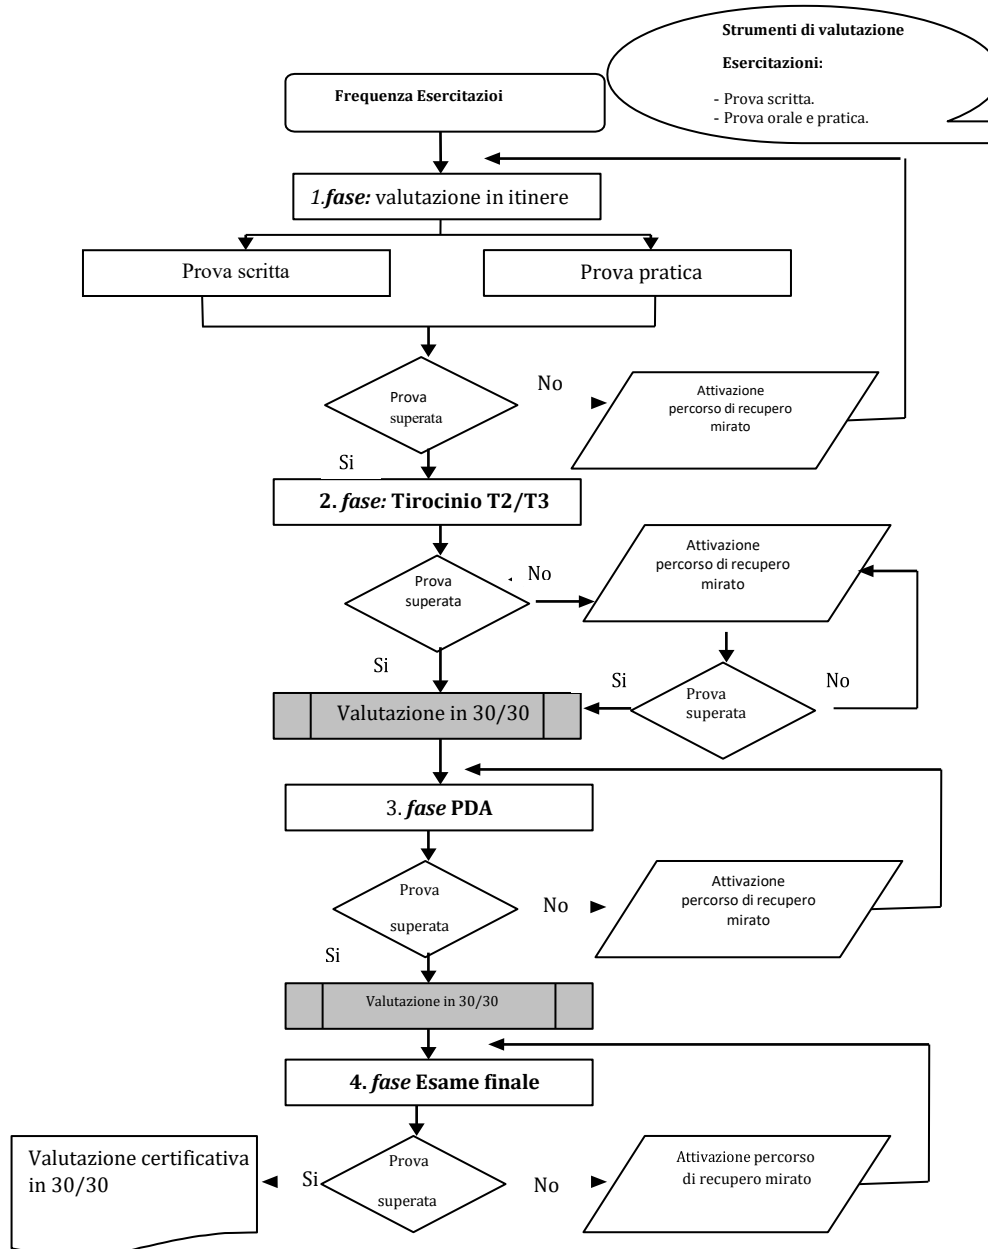 Strumenti di valutazione
Esercitazioni:
- Prova scritta.
- Prova orale e pratica.
Frequenza Esercitazioi
1.fase: valutazione in itinere
Prova scritta
Prova pratica
Prova
superata
No
Attivazione
percorso di recupero
mirato
Si
2. fase: Tirocinio T2/T3
Prova
superata
No
Attivazione
percorso di recupero
mirato
Si
Si
Prova
superata
No
Valutazione in 30/30
3. fase PDA
Prova
superata
No
Attivazione
percorso di recupero
mirato
Si
Valutazione in 30/30
4. fase Esame finale
Valutazione certificativa
in 30/30
Si
Prova
superata
No
Attivazione percorso
di recupero mirato